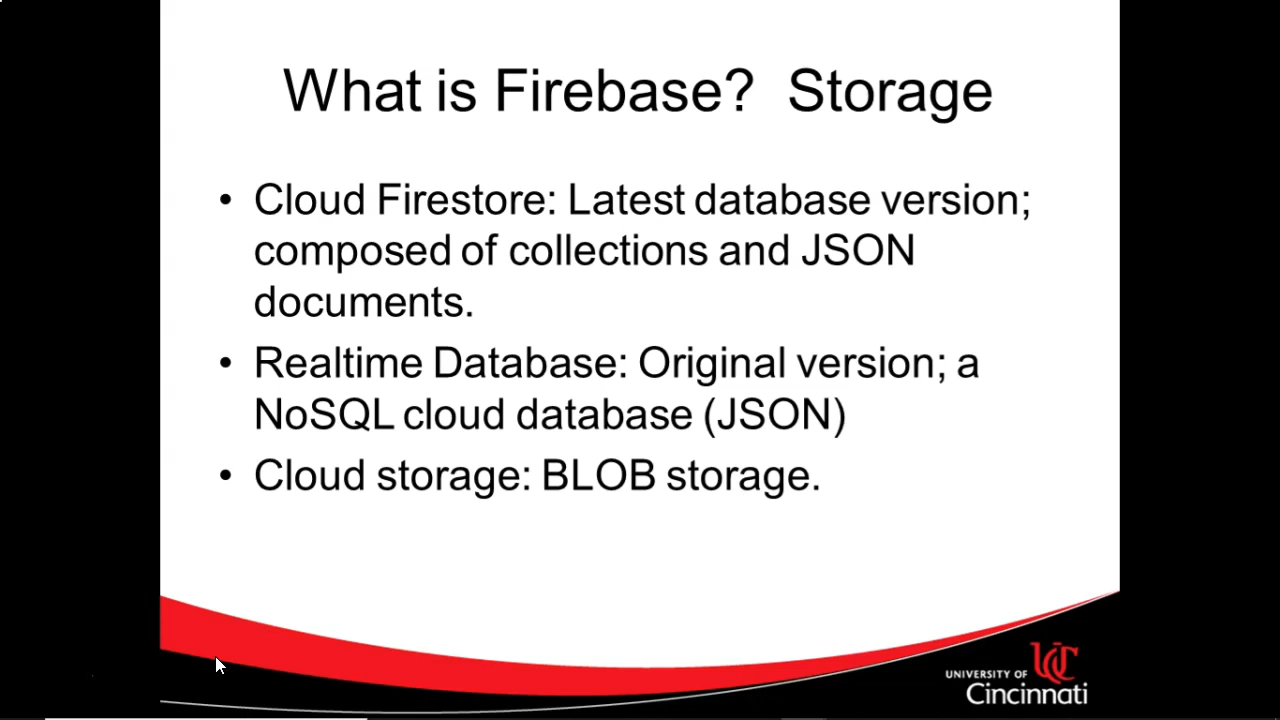 What is Firebase?  Storage
• Cloud Firestore: Latest database version;
composed of collections and JSON
documents.
• Realtime Database: Original version; a
NoSQL cloud database (JSON)
• Cloud storage: BLOB storage.
UC
UNIVERSITY OF
Cincinnati